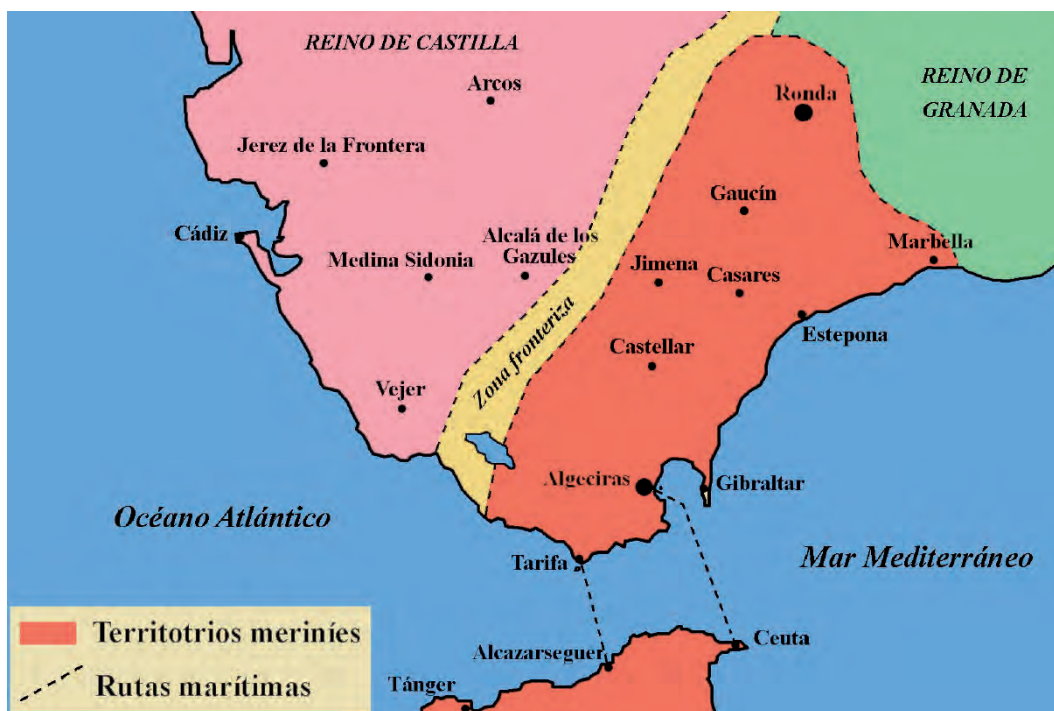 REINO DE CASTILLA
Arcos
Ronda
REINO DE
GRANADA
Jerez de la Frontera
Gaucín
Cádiz
Alcalá de los
Gazules
Medina Sidonia
Jimena
Casares
Marbella
Estepona
Castellar
Zona fronteriza
Vejer
Algeciras
Gibraltar
Océano Atlántico
Tarifa
Mar Mediterráneo
Alcazarseguer
Ceuta
Tánger
Territotrios meriníes
Rutas marítimas